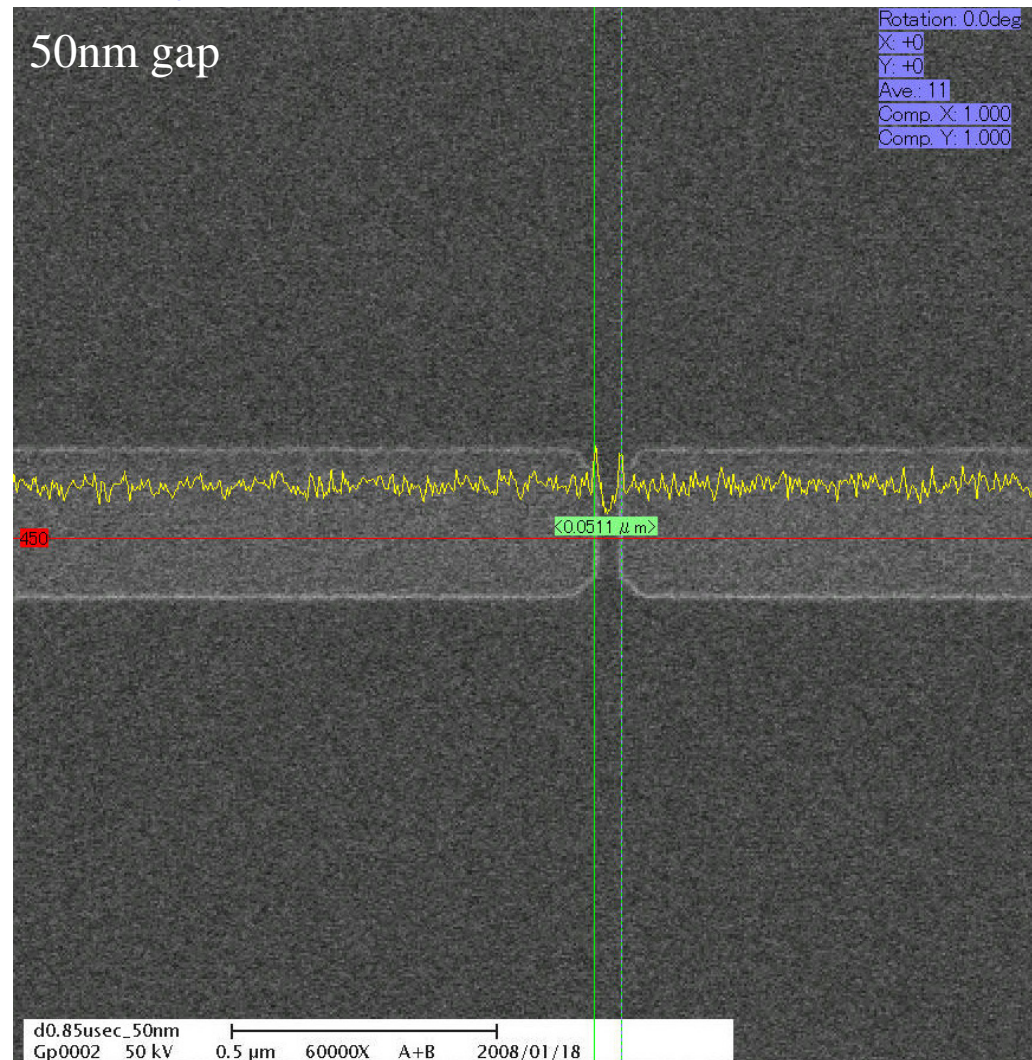 50nm gap
Rotation: 0.0deg
X: +0
Y: +0
Ave.: 11
Comp. X: 1.000
Comp. Y: 1.000
<0.0511 μm>
450
d0.85usec_50nm
Gp0002 50 kV 0.5 µm 60000X A+B 2008/01/18